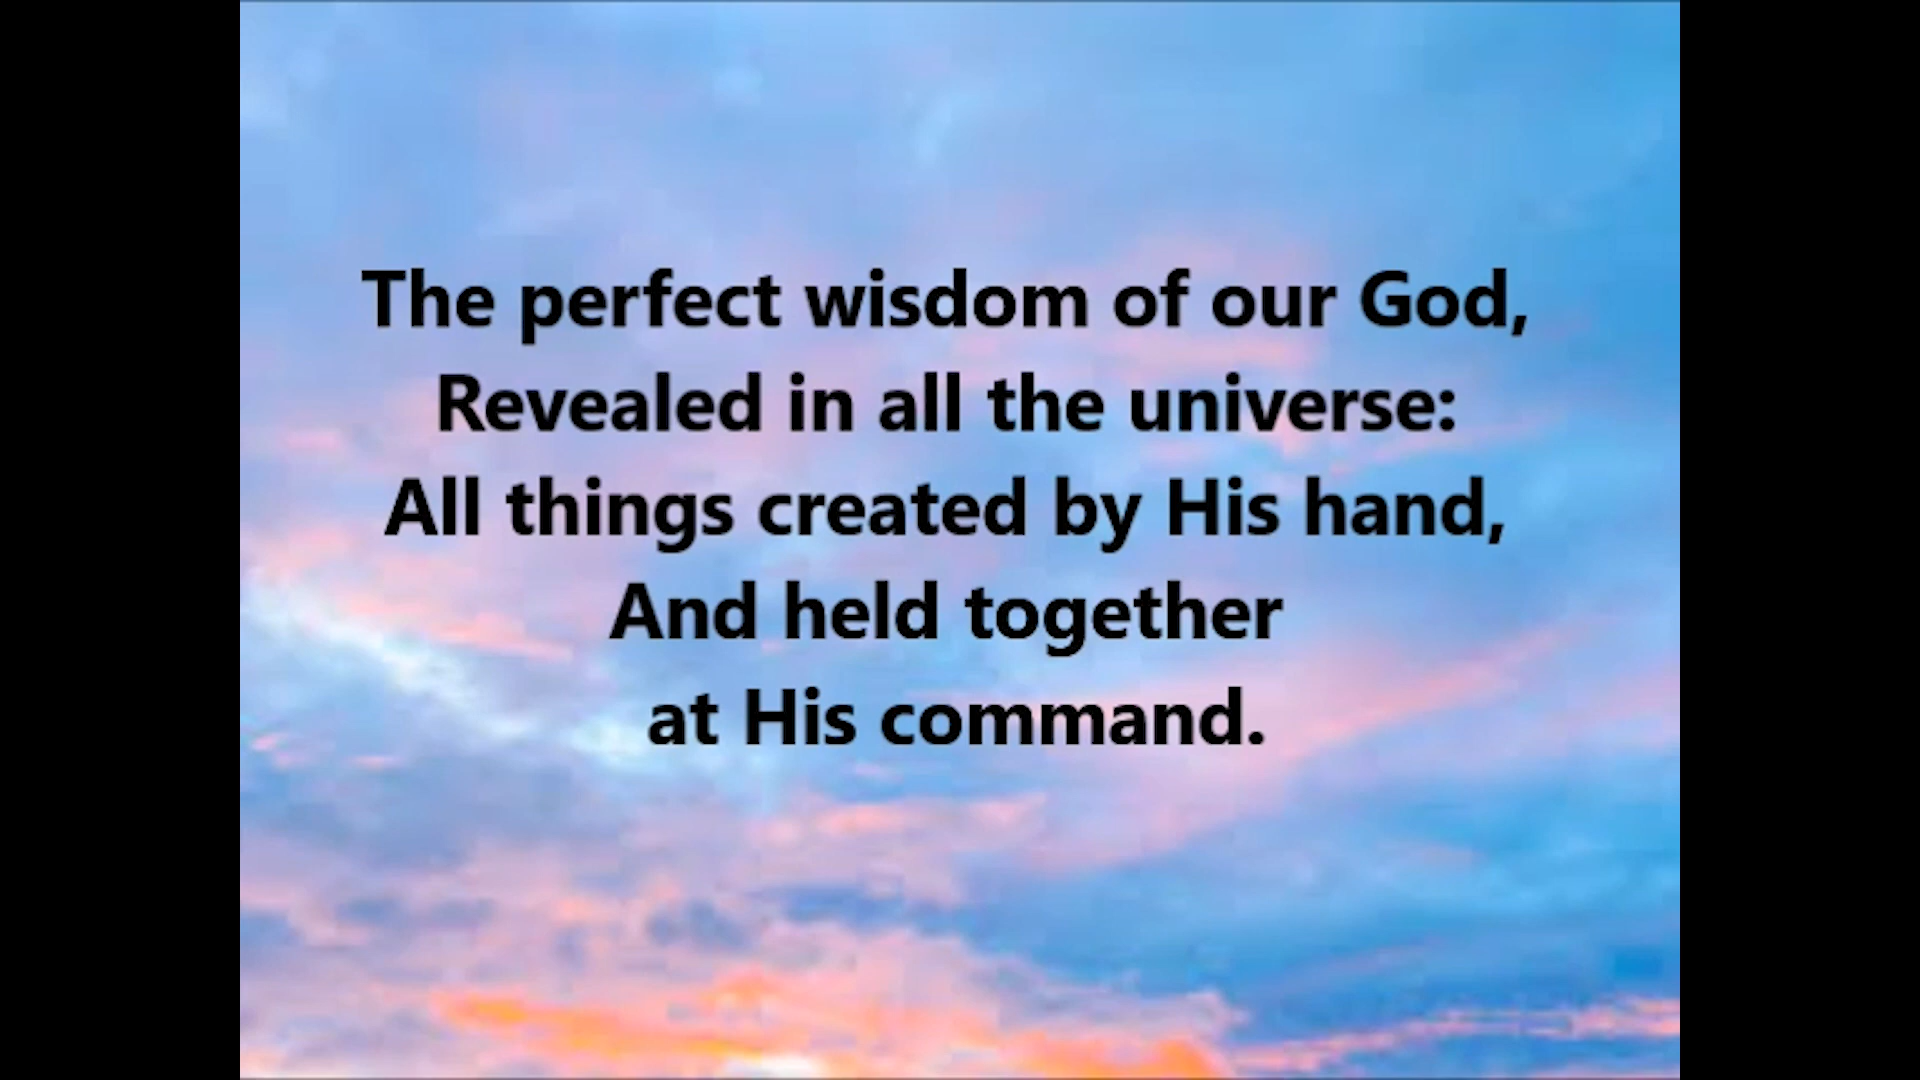 The perfect wisdom of our God,
Revealed in all the universe:
All things created by His hand,
And held together
at His command.